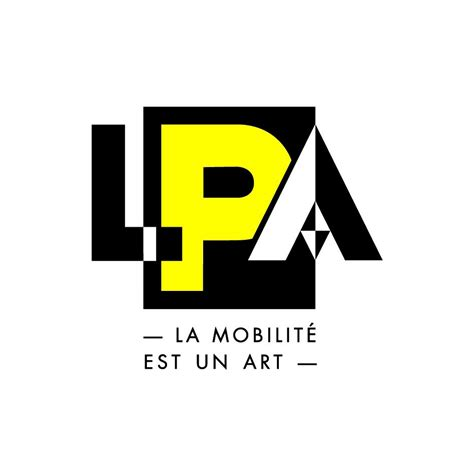 LPA
— LA MOBILITÉ
EST UN ART —